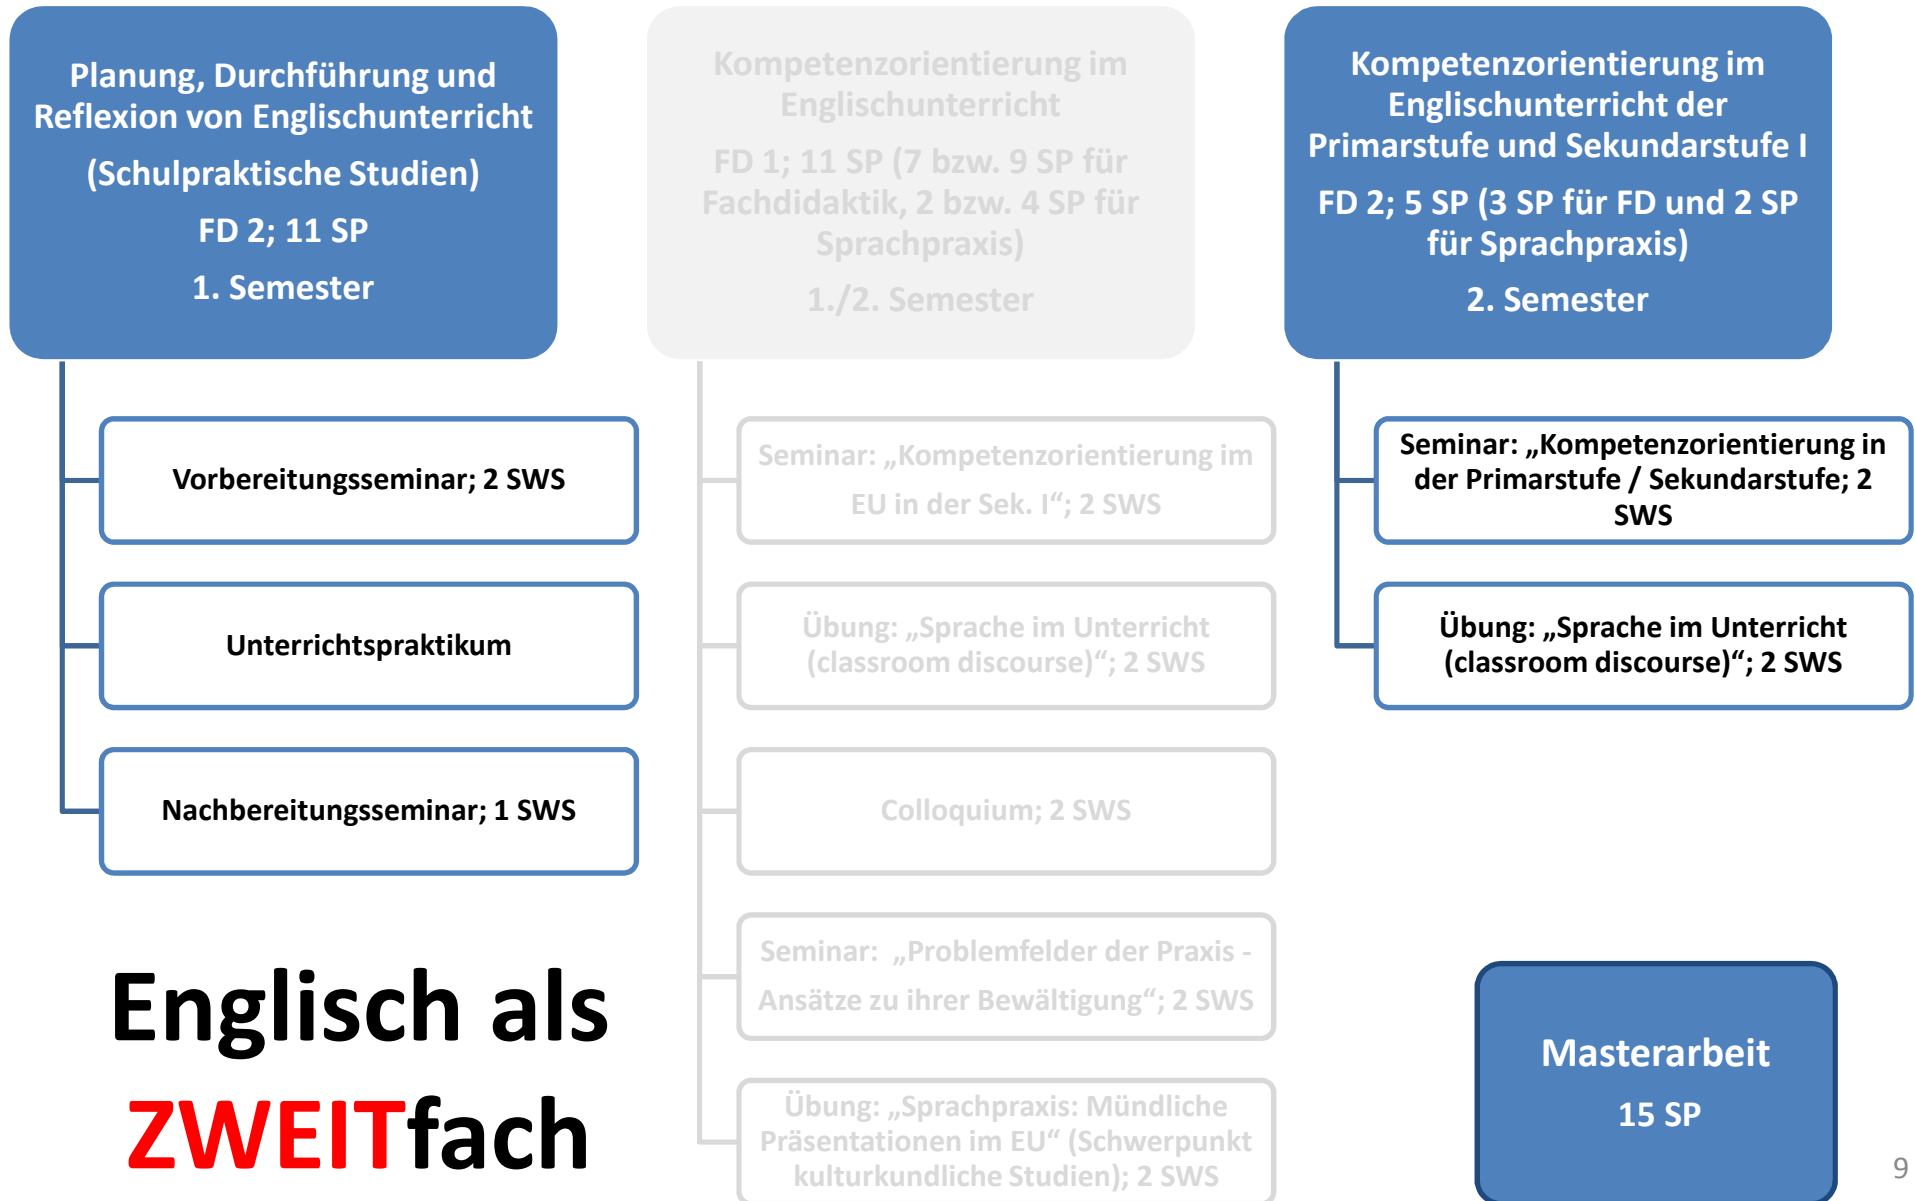 Planung, Durchführung und
Reflexion von Englischunterricht
(Schulpraktische Studien)
FD 2; 11 SP
1. Semester
Vorbereitungsseminar; 2 SWS
Unterrichtspraktikum
Nachbereitungsseminar; 1 SWS
Kompetenzorientierung im
Englischunterricht
FD 1; 11 SP (7 bzw. 9 SP für
Fachdidaktik, 2 bzw. 4 SP für
Sprachpraxis)
1./2. Semester
Seminar: „Kompetenzorientierung im
EU in der Sek. I“; 2 SWS
Übung: „Sprache im Unterricht
(classroom discourse)“; 2 SWS
Colloquium; 2 SWS
Seminar: „Problemfelder der Praxis -
Ansätze zu ihrer Bewältigung“; 2 SWS
Übung: „Sprachpraxis: Mündliche
Präsentationen im EU“ (Schwerpunkt
kulturkundliche Studien); 2 SWS
Kompetenzorientierung im
Englischunterricht der
Primarstufe und Sekundarstufe I
FD 2; 5 SP (3 SP für FD und 2 SP
für Sprachpraxis)
2. Semester
Seminar: „Kompetenzorientierung in
der Primarstufe / Sekundarstufe; 2
SWS
Übung: „Sprache im Unterricht
(classroom discourse)“; 2 SWS
Englisch als
ZWEITfach
Masterarbeit
15 SP
9